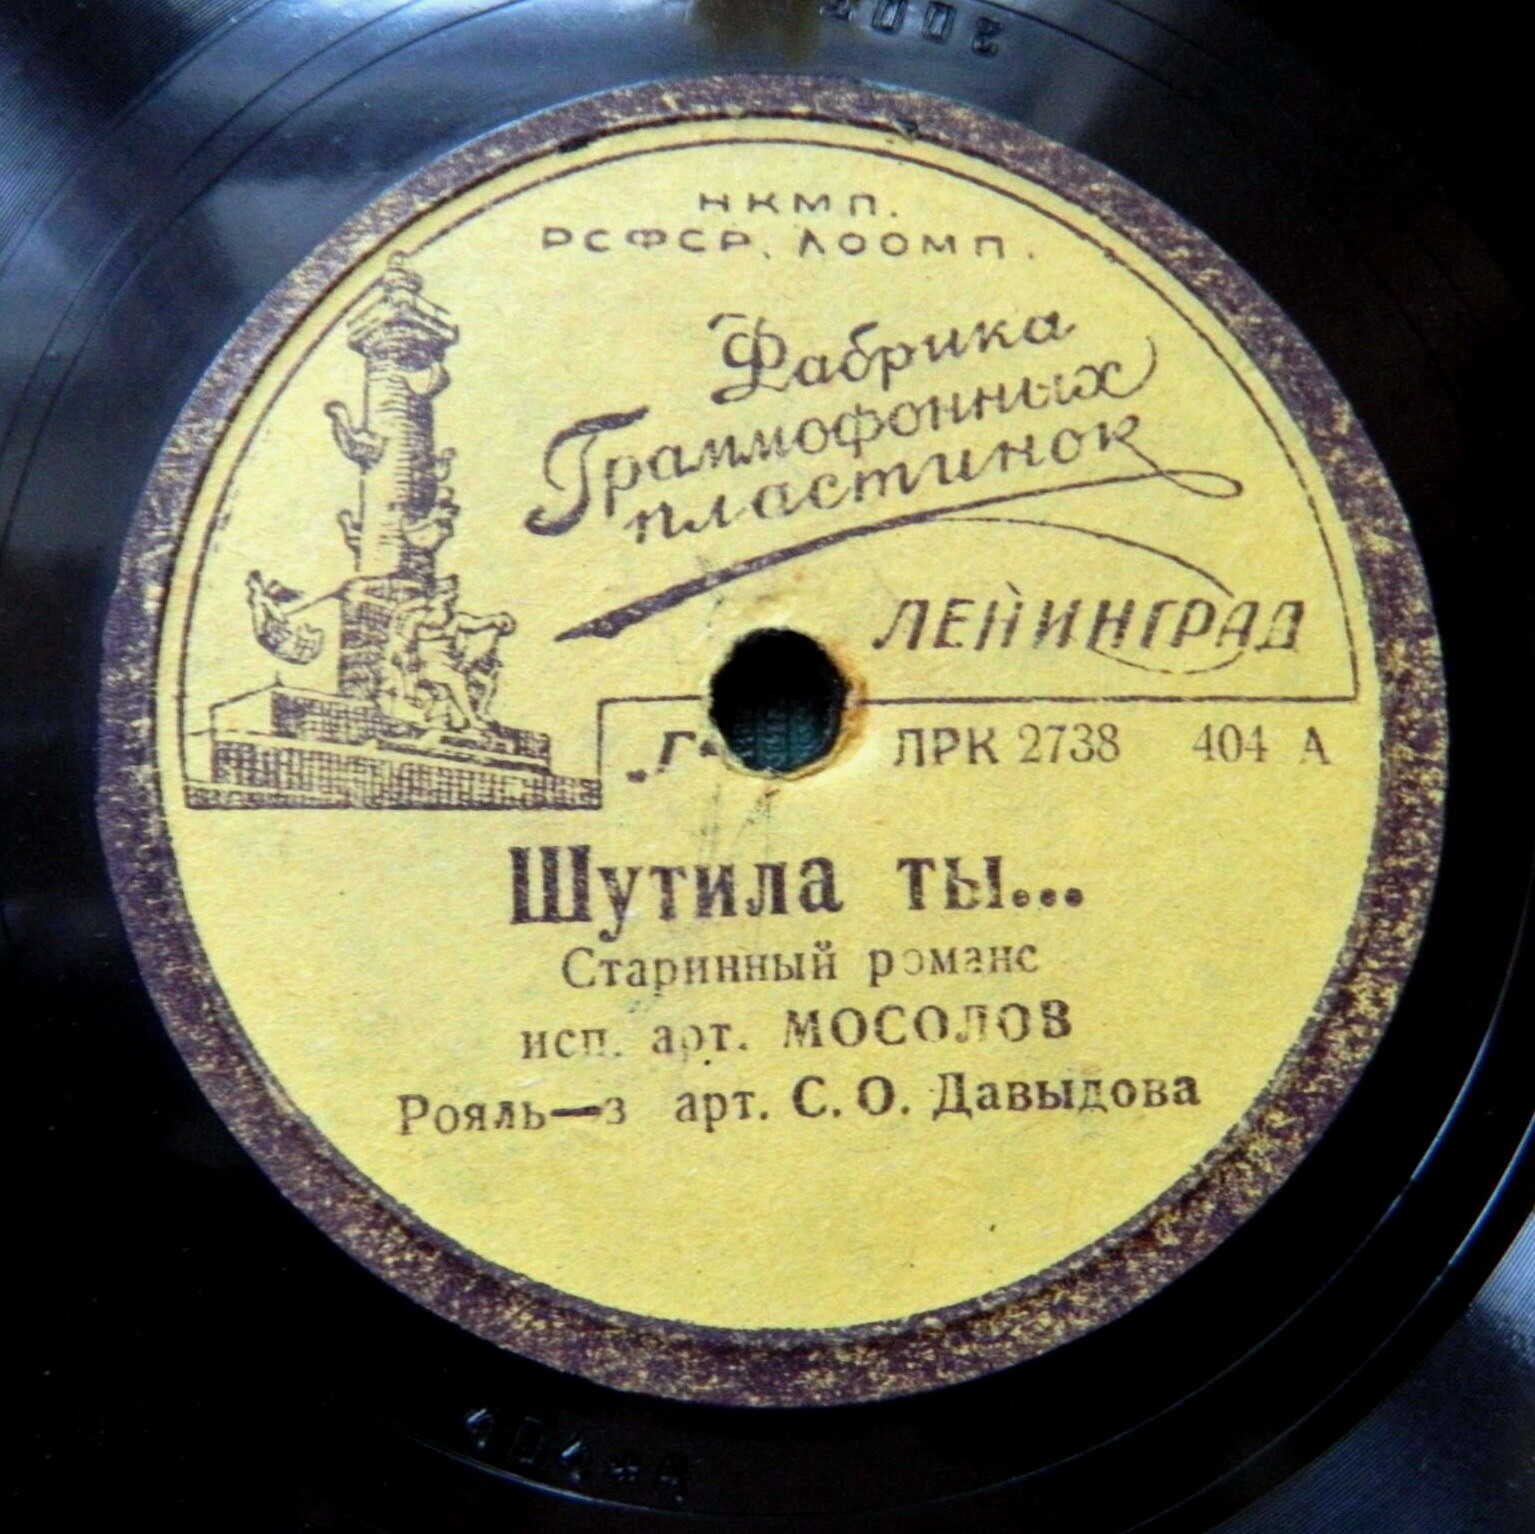 НКМП.
РСФСР. ЛООМП.
Фабрика
Граммофонных
пластинок
ЛЕНИНГРАД
„Г“ ЛРК 2738 404 А
Шутила ты...
Старинный романс
исп. арт. МОСОЛОВ
Рояль—з арт. С. О. Давыдова